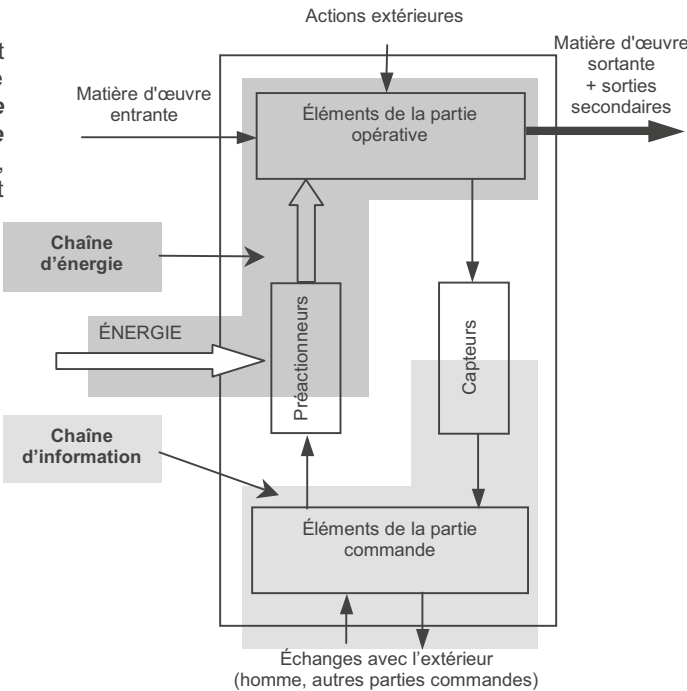 Actions extérieures
t
e
e
e
,
t
Matière d'œuvre
entrante
Éléments de la partie
opérative
Matière d'œuvre
sortante
+ sorties
secondaires
Chaîne
d’énergie
ÉNERGIE
Préactionneurs
Capteurs
Chaîne
d’information
Éléments de la partie
commande
Échanges avec l’extérieur
(homme, autres parties commandes)